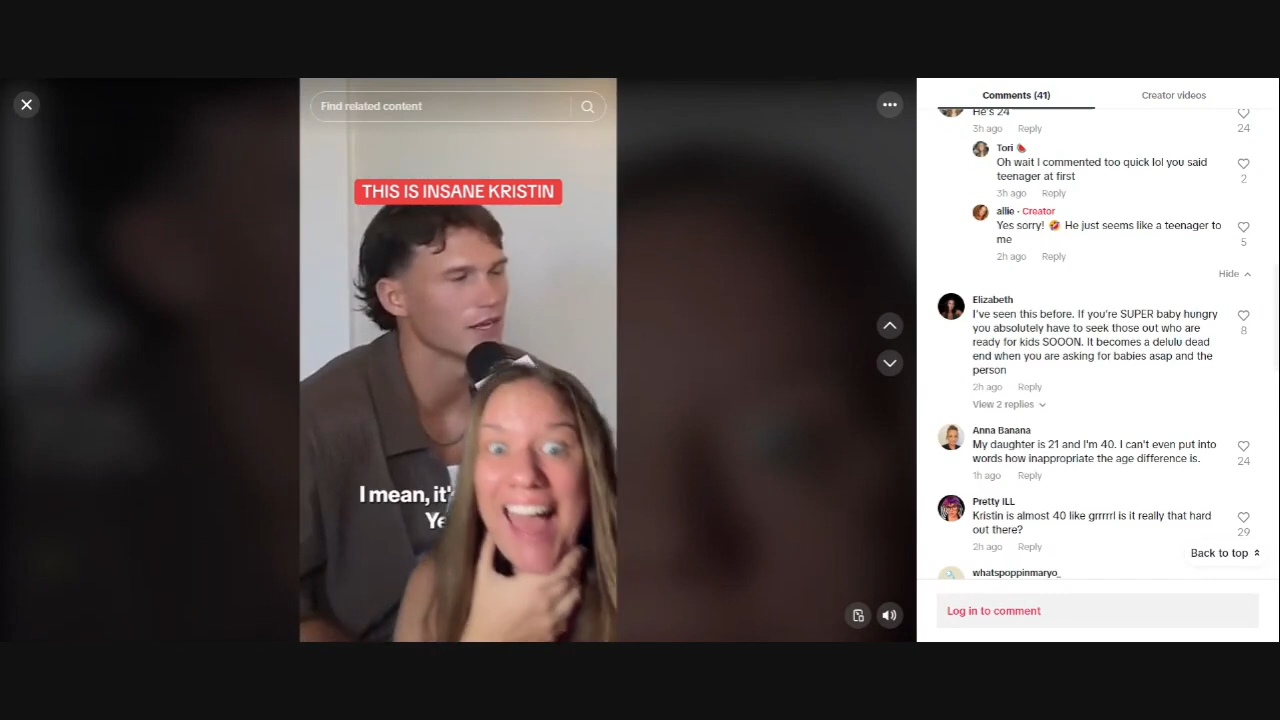 Find related content
THIS IS INSANE KRISTIN
I mean, it's
Ye
Comments (41)
Creator videos
He's 24
3h ago Reply
24
Tori
Oh wait I commented too quick lol you said
teenager at first
2
3h ago Reply
allie · Creator
Yes sorry! 🤣 He just seems like a teenager to
me
5
2h ago Reply
Hide
Elizabeth
I've seen this before. If you're SUPER baby hungry
you absolutely have to seek those out who are
ready for kids SOOON. It becomes a delulu dead
end when you are asking for babies asap and the
person
8
2h ago Reply
View 2 replies
Anna Banana
My daughter is 21 and I'm 40. I can't even put into
words how inappropriate the age difference is.
24
1h ago Reply
Pretty ILL
Kristin is almost 40 like grrrrrl is it really that hard
out there?
29
2h ago Reply
Back to top
whatspoppinmaryo_
Log in to comment